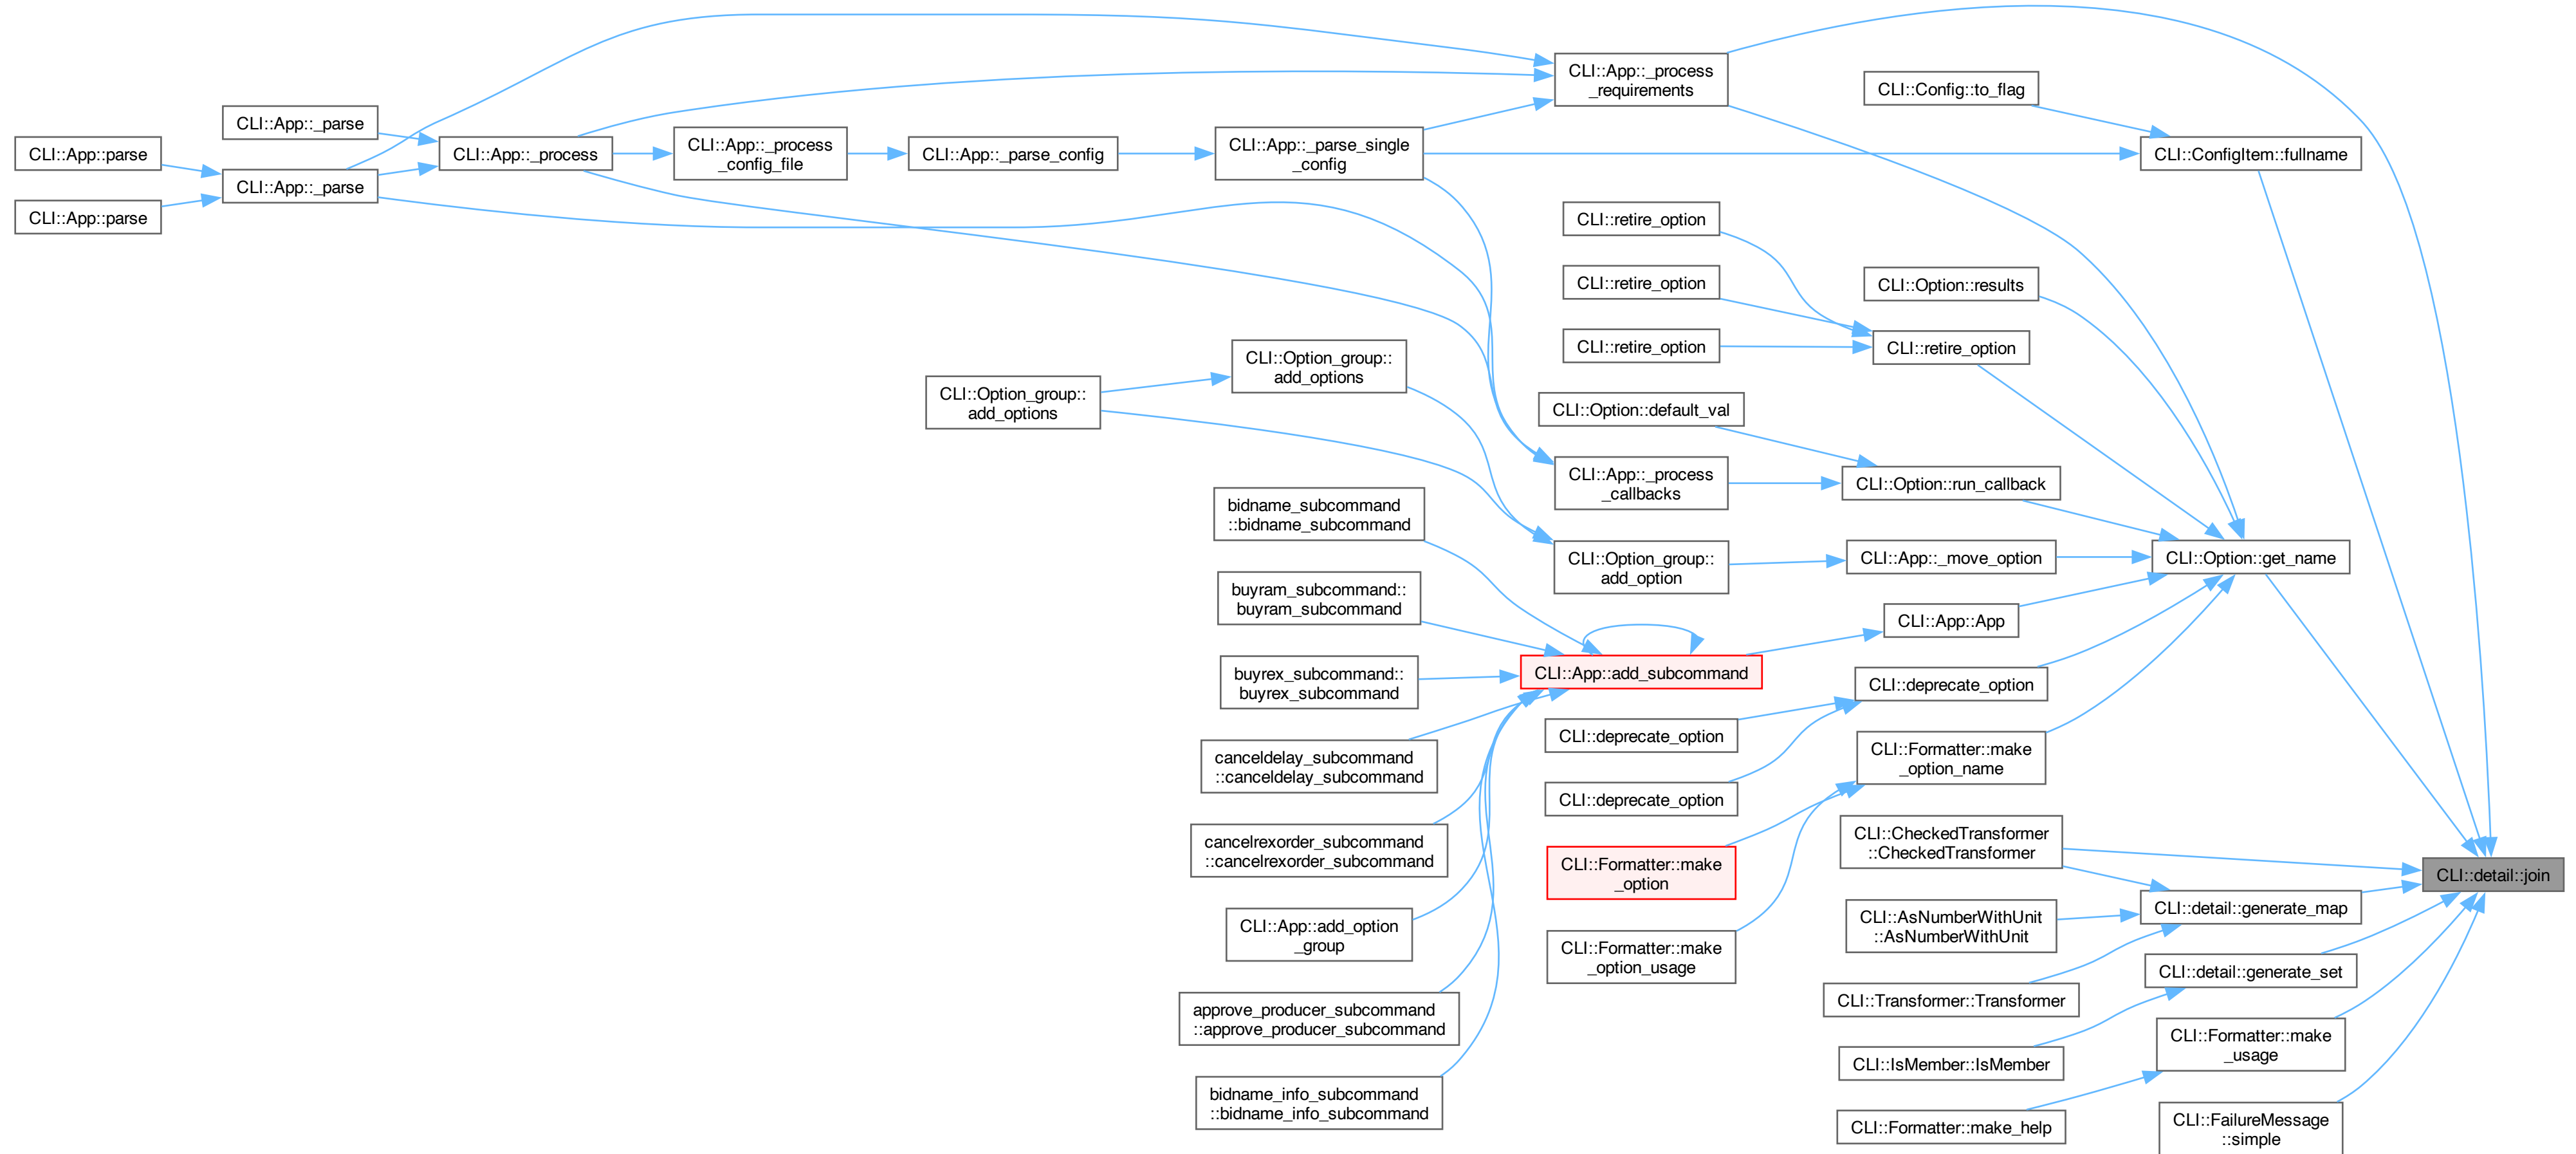 CLI::App::parse
CLI::App::parse
CLI::App::_parse
CLI::App::_parse
CLI::App::_process
CLI::App::_process
_config_file
CLI::App::_parse_config
CLI::App::_parse_single
_config
CLI::App::_process
_requirements
CLI::Config::to_flag
CLI::ConfigItem::fullname
CLI::retire_option
CLI::retire_option
CLI::retire_option
CLI::Option::results
CLI::retire_option
CLI::Option_group::
add_options
CLI::Option_group::
add_options
CLI::Option::default_val
CLI::App::_process
_callbacks
CLI::Option::run_callback
CLI::Option_group::
add_option
CLI::App::_move_option
CLI::Option::get_name
CLI::App::App
bidname_subcommand
::bidname_subcommand
buyram_subcommand::
buyram_subcommand
buyrex_subcommand::
buyrex_subcommand
CLI::App::add_subcommand
canceldelay_subcommand
::canceldelay_subcommand
cancelrexorder_subcommand
::cancelrexorder_subcommand
CLI::App::add_option
_group
approve_producer_subcommand
::approve_producer_subcommand
bidname_info_subcommand
::bidname_info_subcommand
CLI::deprecate_option
CLI::deprecate_option
CLI::deprecate_option
CLI::Formatter::make
_option_name
CLI::Formatter::make
_option
CLI::Formatter::make
_option_usage
CLI::CheckedTransformer
::CheckedTransformer
CLI::detail::join
CLI::detail::generate_map
CLI::AsNumberWithUnit
::AsNumberWithUnit
CLI::Transformer::Transformer
CLI::detail::generate_set
CLI::IsMember::IsMember
CLI::Formatter::make
_usage
CLI::Formatter::make_help
CLI::FailureMessage
::simple